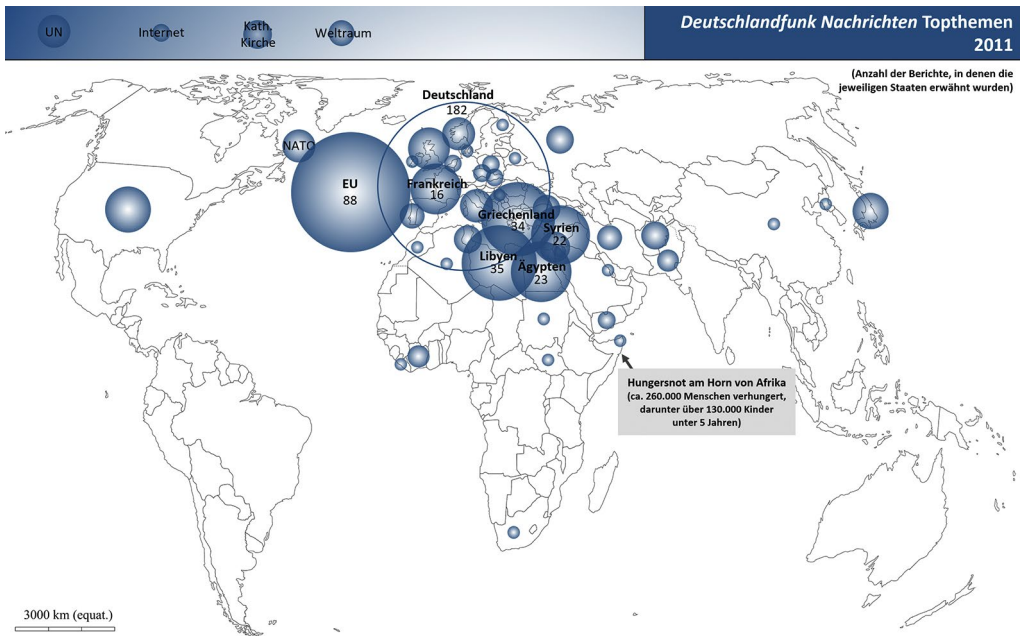 UN
Internet
Kath.
Kirche
Weltraum
Deutschlandfunk Nachrichten Topthemen
2011
(Anzahl der Berichte, in denen die
jeweiligen Staaten erwähnt wurden)
Deutschland
182
NATO
EU
88
Frankreich
16
Griechenland
34
Syrien
22
Libyen
35
Ägypten
23
Hungersnot am Horn von Afrika
(ca. 260.000 Menschen verhungert,
darunter über 130.000 Kinder
unter 5 Jahren)
3000 km (equat.)